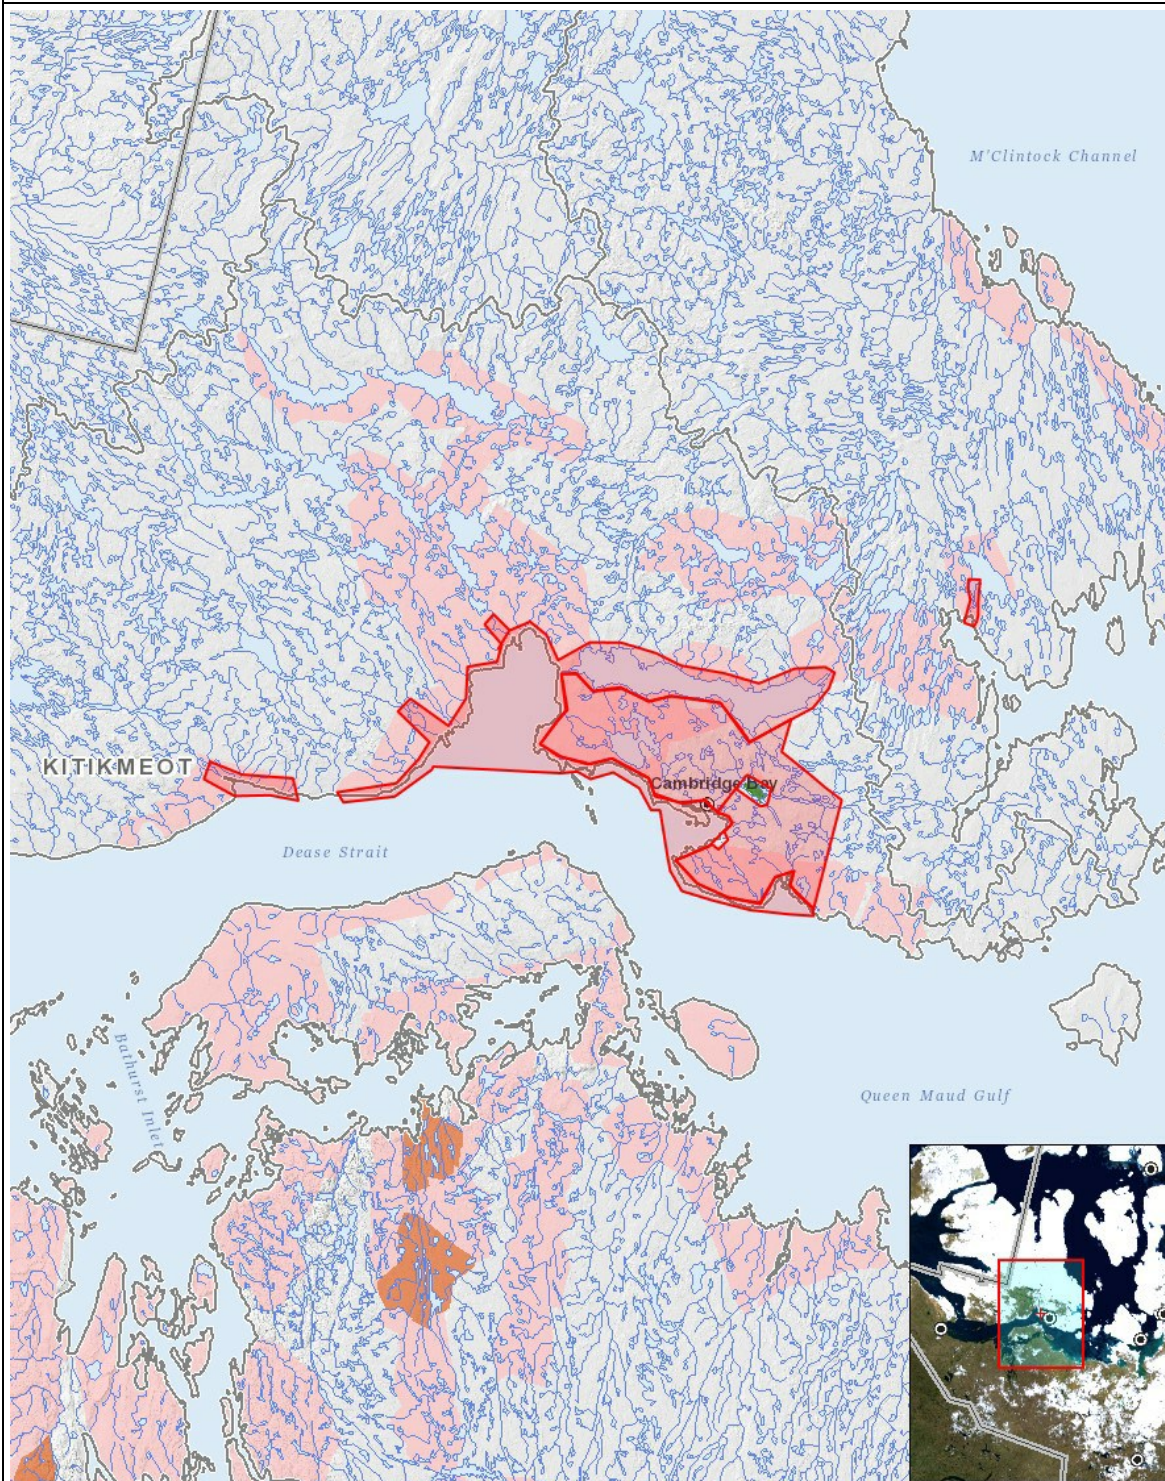 M'Clintock Channel
KITIKMEOT
Cambridge Bay
Dease Strait
Bathurst Inlet
Queen Maud Gulf